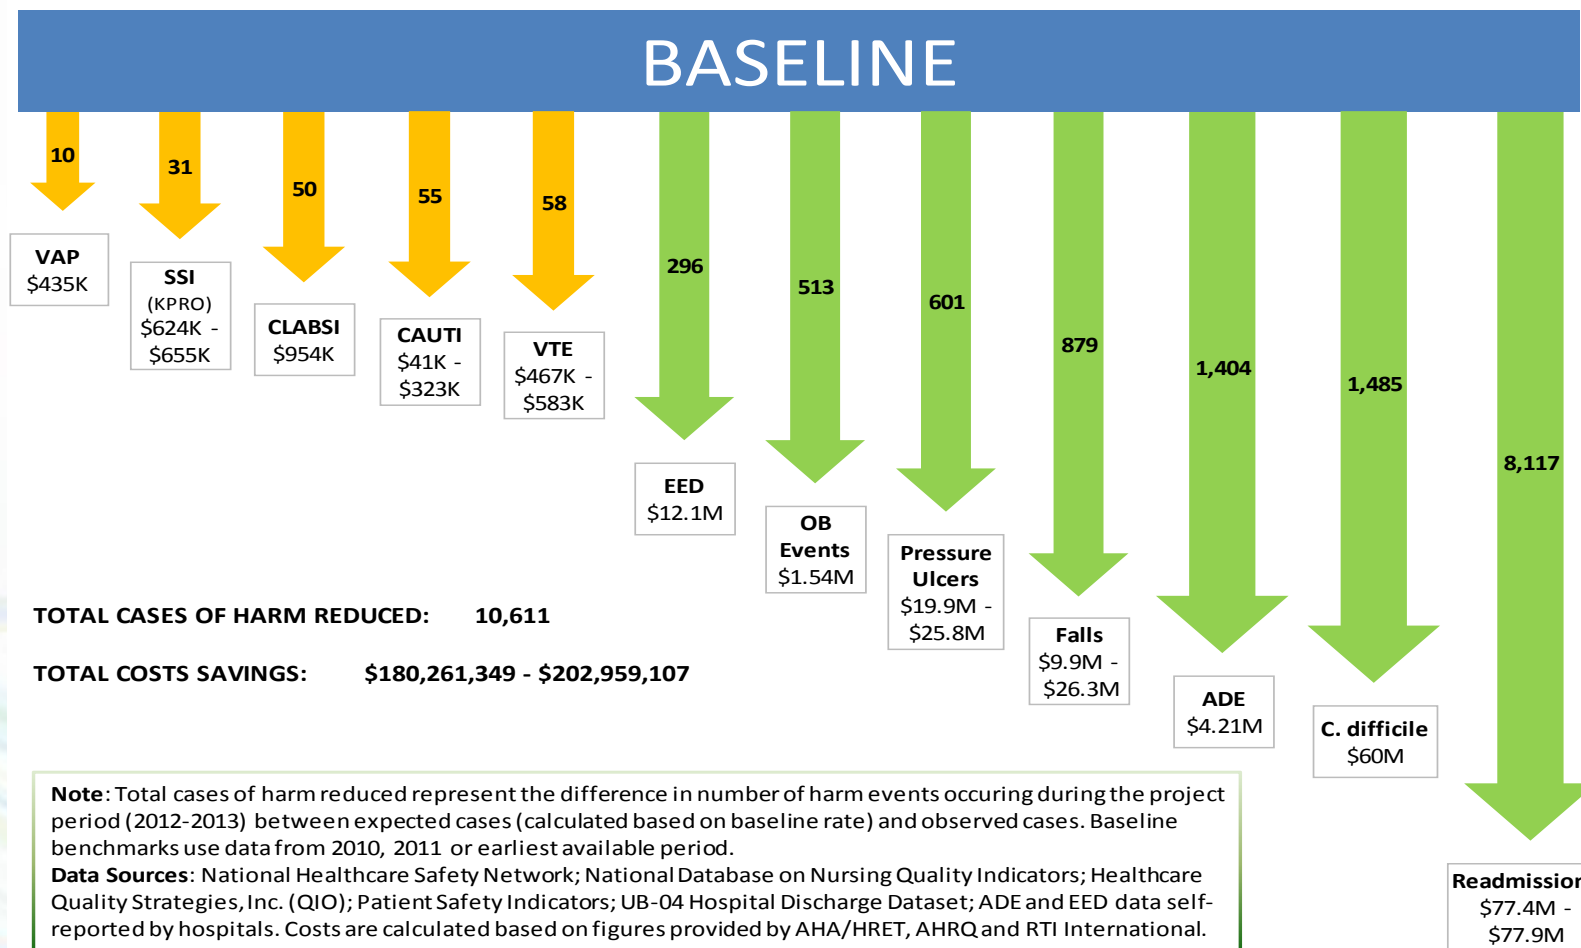 BASELINE
10
31
50
55
58
296
513
601
879
1,404
1,485
8,117
VAP
$435K
SSI
(KPRO)
$624K -
$655K
CLABSI
$954K
CAUTI
$41K -
$323K
VTE
$467K -
$583K
EED
$12.1M
OB
Events
$1.54M
Pressure
Ulcers
$19.9M -
$25.8M
Falls
$9.9M -
$26.3M
ADE
$4.21M
C. difficile
$60M
Readmission
$77.4M -
$77.9M
TOTAL CASES OF HARM REDUCED: 10,611
TOTAL COSTS SAVINGS: $180,261,349 - $202,959,107
Note: Total cases of harm reduced represent the difference in number of harm events occuring during the project
period (2012-2013) between expected cases (calculated based on baseline rate) and observed cases. Baseline
benchmarks use data from 2010, 2011 or earliest available period.
Data Sources: National Healthcare Safety Network; National Database on Nursing Quality Indicators; Healthcare
Quality Strategies, Inc. (QIO); Patient Safety Indicators; UB-04 Hospital Discharge Dataset; ADE and EED data self-
reported by hospitals. Costs are calculated based on figures provided by AHA/HRET, AHRQ and RTI International.